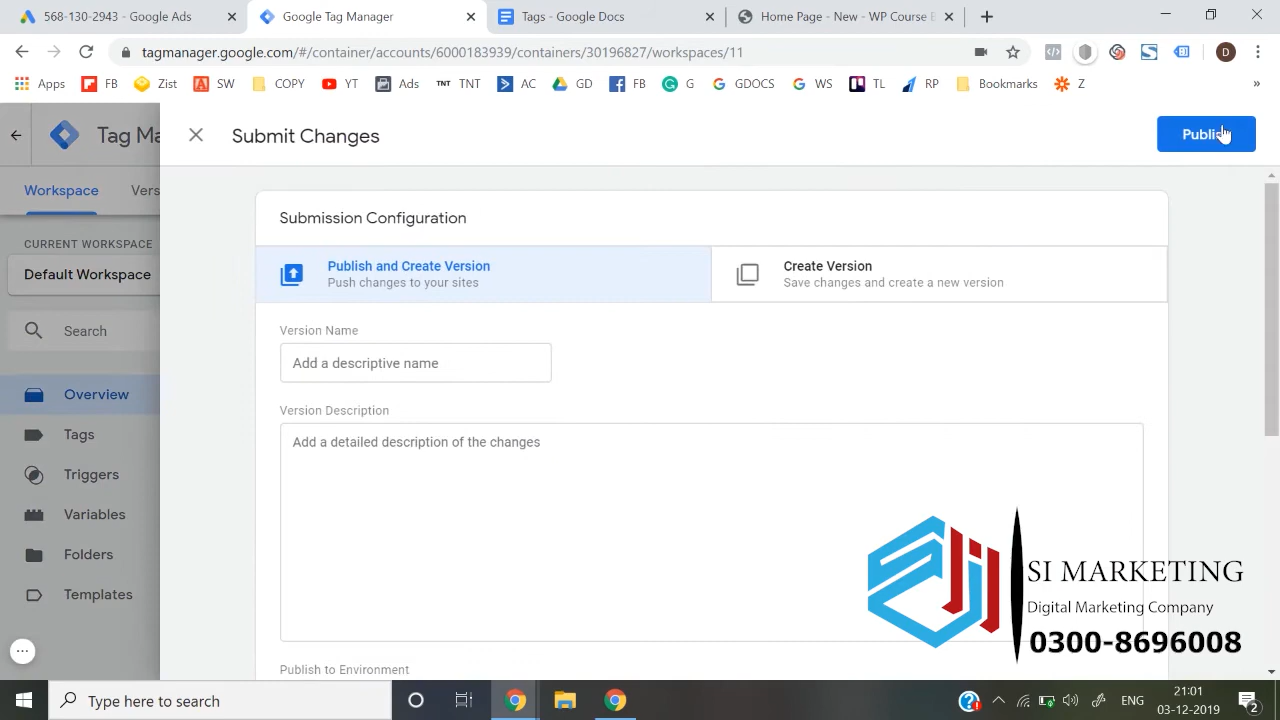 568-130-2943 - Google Ads
Google Tag Manager
Tags - Google Docs
Home Page - New - WP Course E
tagmanager.google.com/#/container/accounts/6000183939/containers/30196827/workspaces/11
D
Apps
FB
Zist
SW
COPY
YT
Ads
TNT TNT
AC
GD
FB
G
GDOCS
WS
TL
RP
Bookmarks
Z
»
Tag Ma
Submit Changes
Publish
Workspace
Vers
Submission Configuration
CURRENT WORKSPACE
Default Workspace
Publish and Create Version
Push changes to your sites
Create Version
Save changes and create a new version
Search
Version Name
Add a descriptive name
Overview
Tags
Triggers
Variables
Folders
Templates
Version Description
Add a detailed description of the changes
Publish to Environment
SI MARKETING
Digital Marketing Company
0300-8696008
Type here to search
ENG
21:01
03-12-2019
2